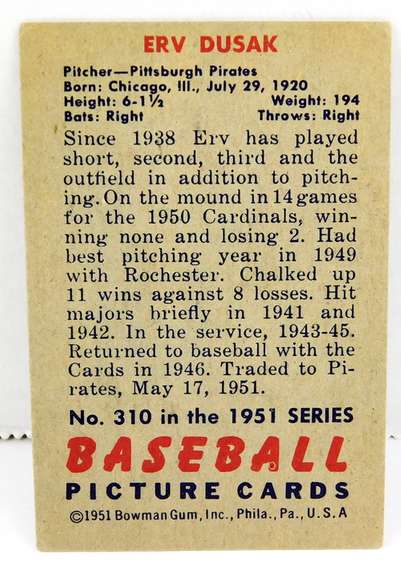 ERV DUSAK
Pitcher—Pittsburgh Pirates
Born: Chicago, Ill., July 29, 1920
Height: 6-1½ Weight: 194
Bats: Right Throws: Right
Since 1938 Erv has played
short, second, third and the
outfield in addition to pitch-
ing. On the mound in 14 games
for the 1950 Cardinals, win-
ning none and losing 2. Had
best pitching year in 1949
with Rochester. Chalked up
11 wins against 8 losses. Hit
majors briefly in 1941 and
1942. In the service, 1943-45.
Returned to baseball with the
Cards in 1946. Traded to Pi-
rates, May 17, 1951.
No. 310 in the 1951 SERIES
BASEBALL
PICTURE CARDS
©1951 Bowman Gum, Inc., Phila., Pa., U.S.A